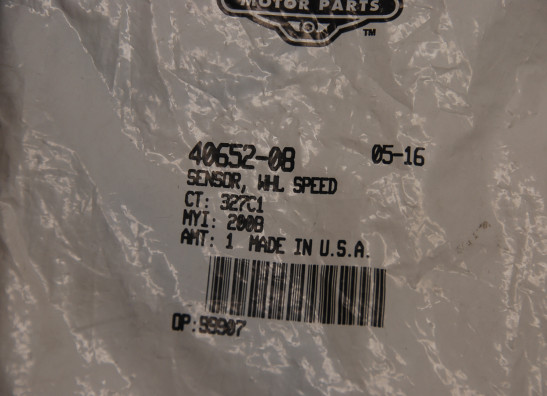 MOTOR PARTS
TM
40652-08 05-16
SENSOR, WHL SPEED
CT: 327C1
MYI: 2008
AMT: 1 MADE IN U.S.A.
OP:99907